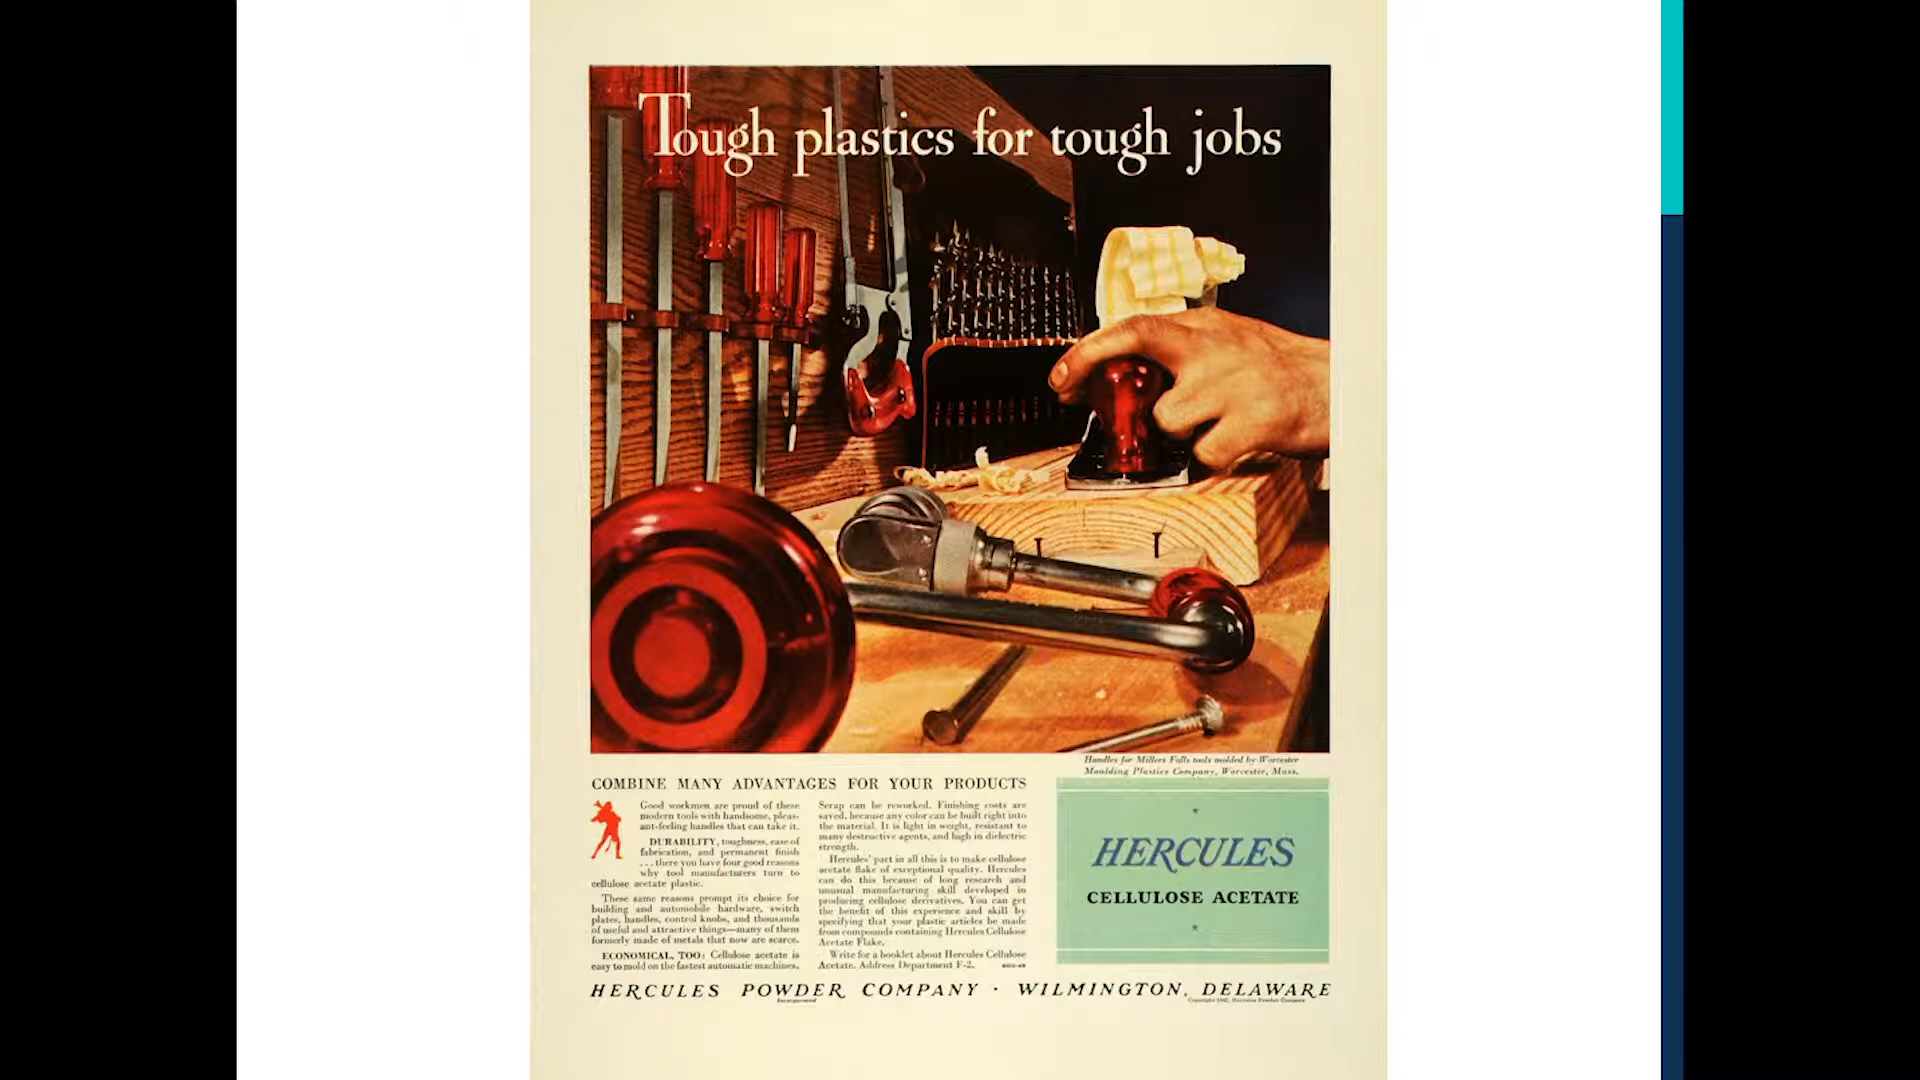 Tough plastics for tough jobs
Handles for Millers Falls tools molded by Worcester
Moulding Plastics Company, Worcester, Mass.
COMBINE MANY ADVANTAGES FOR YOUR PRODUCTS
Good workmen are proud of these
modern tools with handsome, pleas-
ant-feeling handles that can take it.
DURABILITY, toughness, ease of
fabrication, and permanent finish
. . . there you have four good reasons
why tool manufacturers turn to
cellulose acetate plastic.
These same reasons prompt its choice for
building and automobile hardware, switch
plates, handles, control knobs, and thousands
of useful and attractive things—many of them
formerly made of metals that now are scarce.
ECONOMICAL, TOO: Cellulose acetate is
easy to mold on the fastest automatic machines.
Scrap can be reworked. Finishing costs are
saved, because any color can be built right into
the material. It is light in weight, resistant to
many destructive agents, and high in dielectric
strength.
Hercules' part in all this is to make cellulose
acetate flake of exceptional quality. Hercules
can do this because of long research and
unusual manufacturing skill developed in
producing cellulose derivatives. You can get
the benefit of this experience and skill by
specifying that your plastic articles be made
from compounds containing Hercules Cellulose
Acetate Flake.
Write for a booklet about Hercules Cellulose
Acetate. Address Department F-2.
HERCULES
CELLULOSE ACETATE
HERCULES POWDER COMPANY · WILMINGTON, DELAWARE
Incorporated